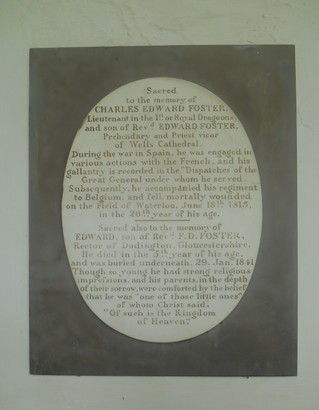 Sacred
to the memory of
CHARLES EDWARD FOSTER,
Lieutenant in the 1st or Royal Dragoons,
and son of Revd. EDWARD FOSTER,
Prebendary and Priest vicar
of Wells Cathedral.
During the war in Spain, he was engaged in
various actions with the French, and his
gallantry is recorded in the "Dispatches" of the
Great General under whom he served.
Subsequently, he accompanied his regiment
to Belgium, and fell, mortally wounded
on the Field of Waterloo, June 18th 1815,
in the 26th year of his age.
Sacred also to the memory of
EDWARD, son of Revd. F. D. FOSTER,
Rector of Dodington, Gloucestershire.
He died in the 5th year of his age,
and was buried underneath, 29. Jany. 1841.
Though so young he had strong religious
impressions, and his parents, in the depth
of their sorrow, were comforted by the belief
that he was "one of those little ones"
of whom Christ said,
"Of such is the Kingdom
of Heaven."